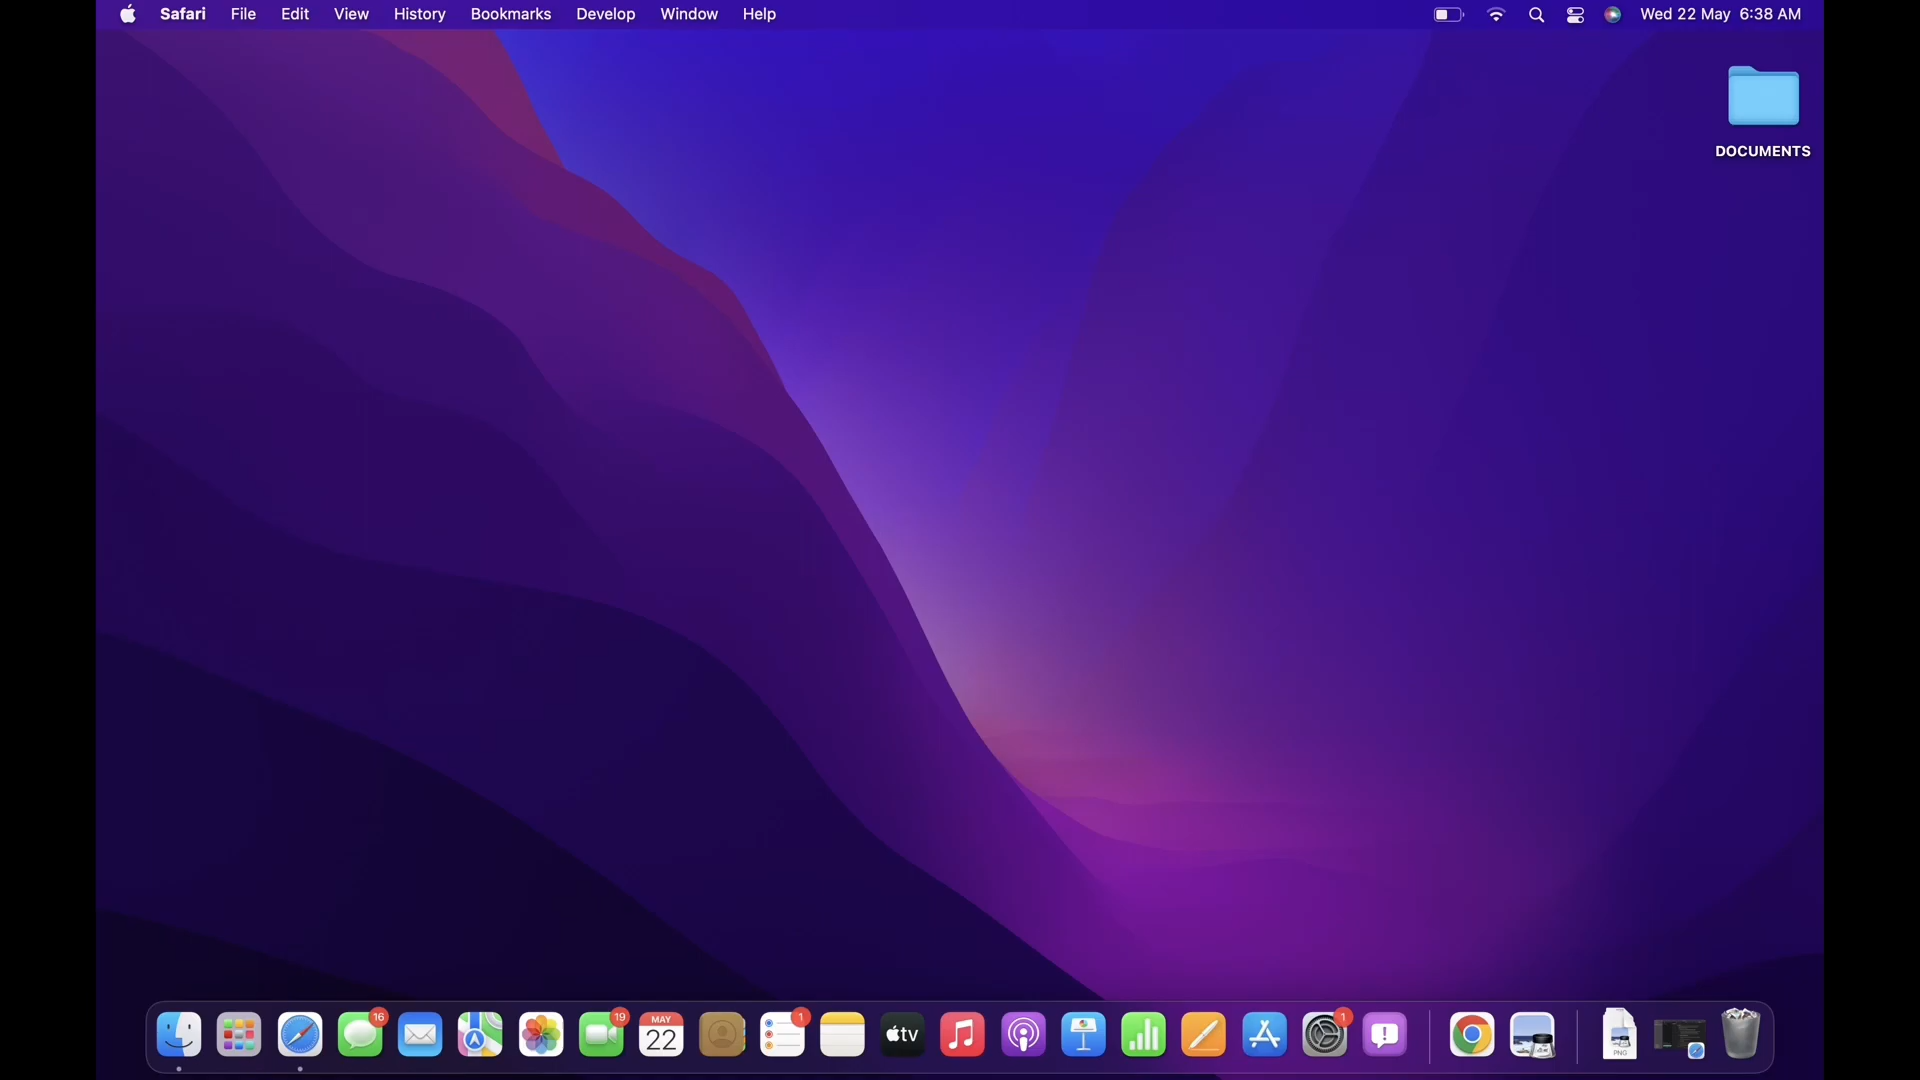 Safari File Edit View History Bookmarks Develop Window Help Wed 22 May 6:38 AM
DOCUMENTS
16
19
MAY
22
1
tv
1
PNG